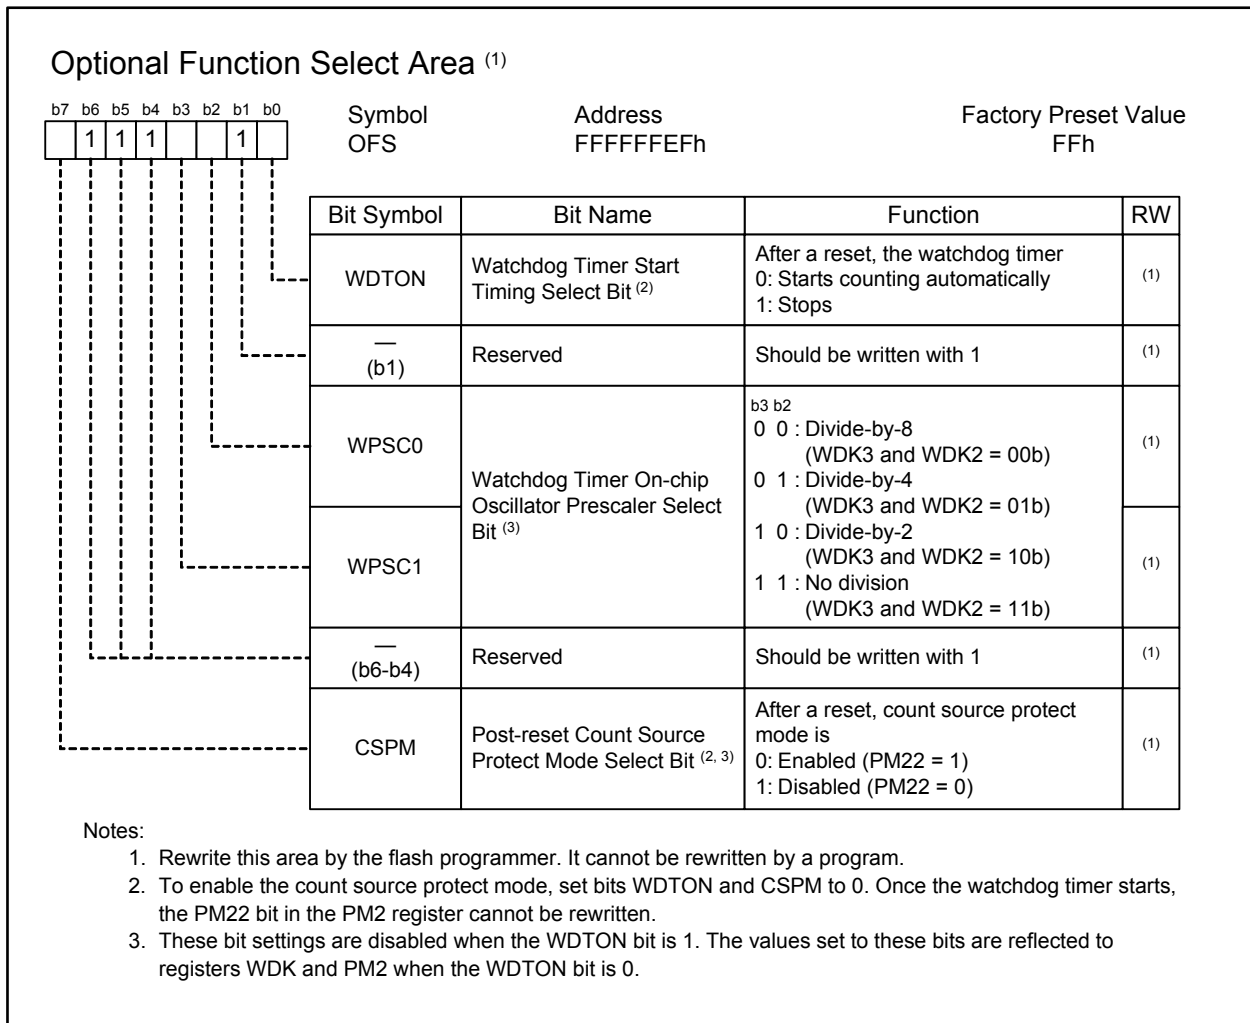 Optional Function Select Area (1)
b7 b6 b5 b4 b3 b2 b1 b0
1 1 1 1
Symbol Address Factory Preset Value
OFS FFFFFFEFh FFh
Bit Symbol Bit Name Function RW
WDTON
Watchdog Timer Start
Timing Select Bit (2)
After a reset, the watchdog timer
0: Starts counting automatically
1: Stops
(1)
—
(b1)
Reserved
Should be written with 1
(1)
WPSC0
WPSC1
Watchdog Timer On-chip
Oscillator Prescaler Select
Bit (3)
b3 b2
0 0 : Divide-by-8
(WDK3 and WDK2 = 00b)
0 1 : Divide-by-4
(WDK3 and WDK2 = 01b)
1 0 : Divide-by-2
(WDK3 and WDK2 = 10b)
1 1 : No division
(WDK3 and WDK2 = 11b)
(1)
(1)
—
(b6-b4)
Reserved
Should be written with 1
(1)
CSPM
Post-reset Count Source
Protect Mode Select Bit (2, 3)
After a reset, count source protect
mode is
0: Enabled (PM22 = 1)
1: Disabled (PM22 = 0)
(1)
Notes:
1. Rewrite this area by the flash programmer. It cannot be rewritten by a program.
2. To enable the count source protect mode, set bits WDTON and CSPM to 0. Once the watchdog timer starts,
the PM22 bit in the PM2 register cannot be rewritten.
3. These bit settings are disabled when the WDTON bit is 1. The values set to these bits are reflected to
registers WDK and PM2 when the WDTON bit is 0.